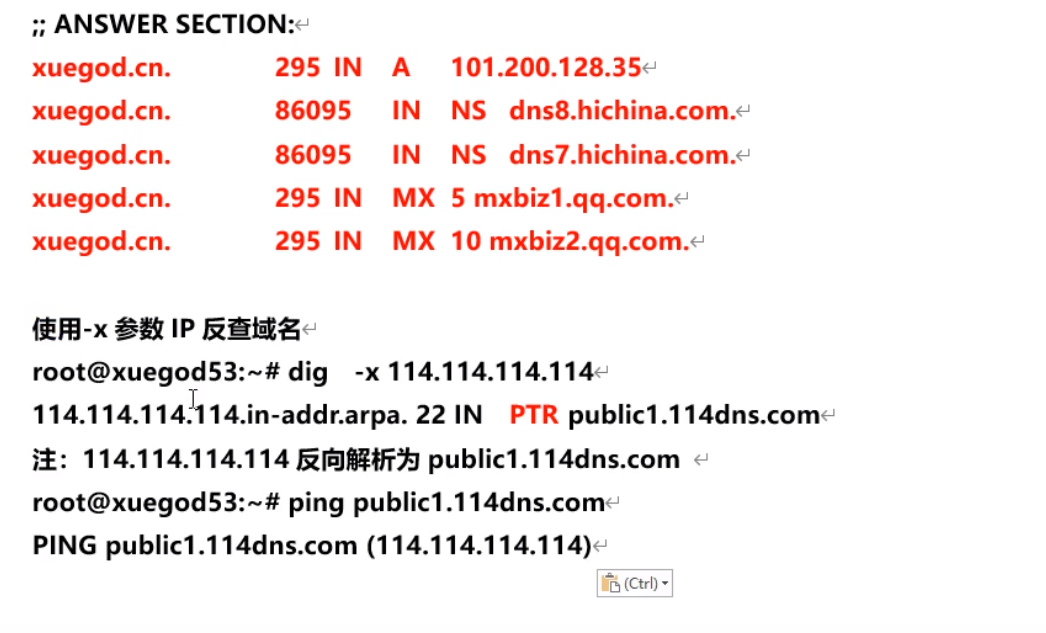 ;; ANSWER SECTION:
xuegod.cn. 295 IN A 101.200.128.35
xuegod.cn. 86095 IN NS dns8.hichina.com.
xuegod.cn. 86095 IN NS dns7.hichina.com.
xuegod.cn. 295 IN MX 5 mxbiz1.qq.com.
xuegod.cn. 295 IN MX 10 mxbiz2.qq.com.
使用-x 参数 IP 反查域名
root@xuegod53:~# dig -x 114.114.114.114
114.114.114.114.in-addr.arpa. 22 IN PTR public1.114dns.com
注：114.114.114.114 反向解析为 public1.114dns.com
root@xuegod53:~# ping public1.114dns.com
PING public1.114dns.com (114.114.114.114)
(Ctrl)